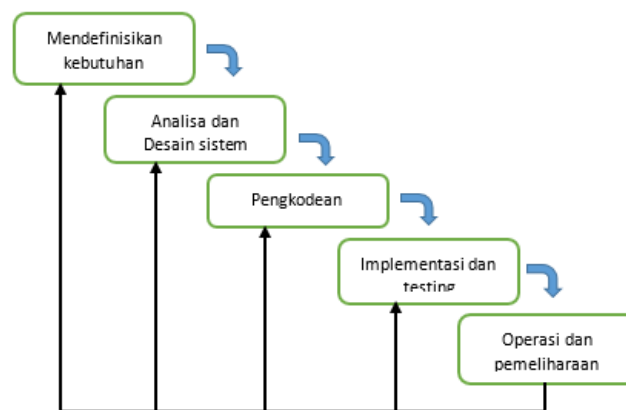 Mendefinisikan
kebutuhan
Analisa dan
Desain sistem
Pengkodean
Implementasi dan
testing
Operasi dan
pemeliharaan